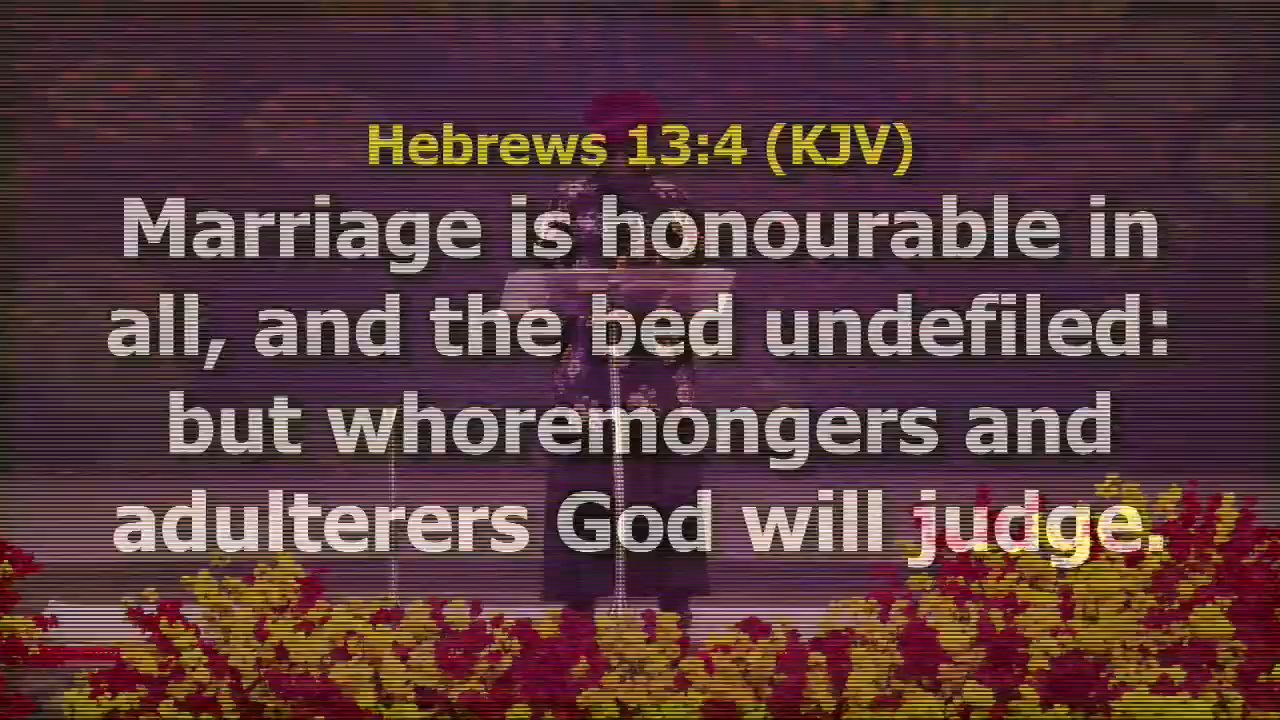 Hebrews 13:4 (KJV)
Marriage is honourable in
all, and the bed undefiled:
but whoremongers and
adulterers God will judge.